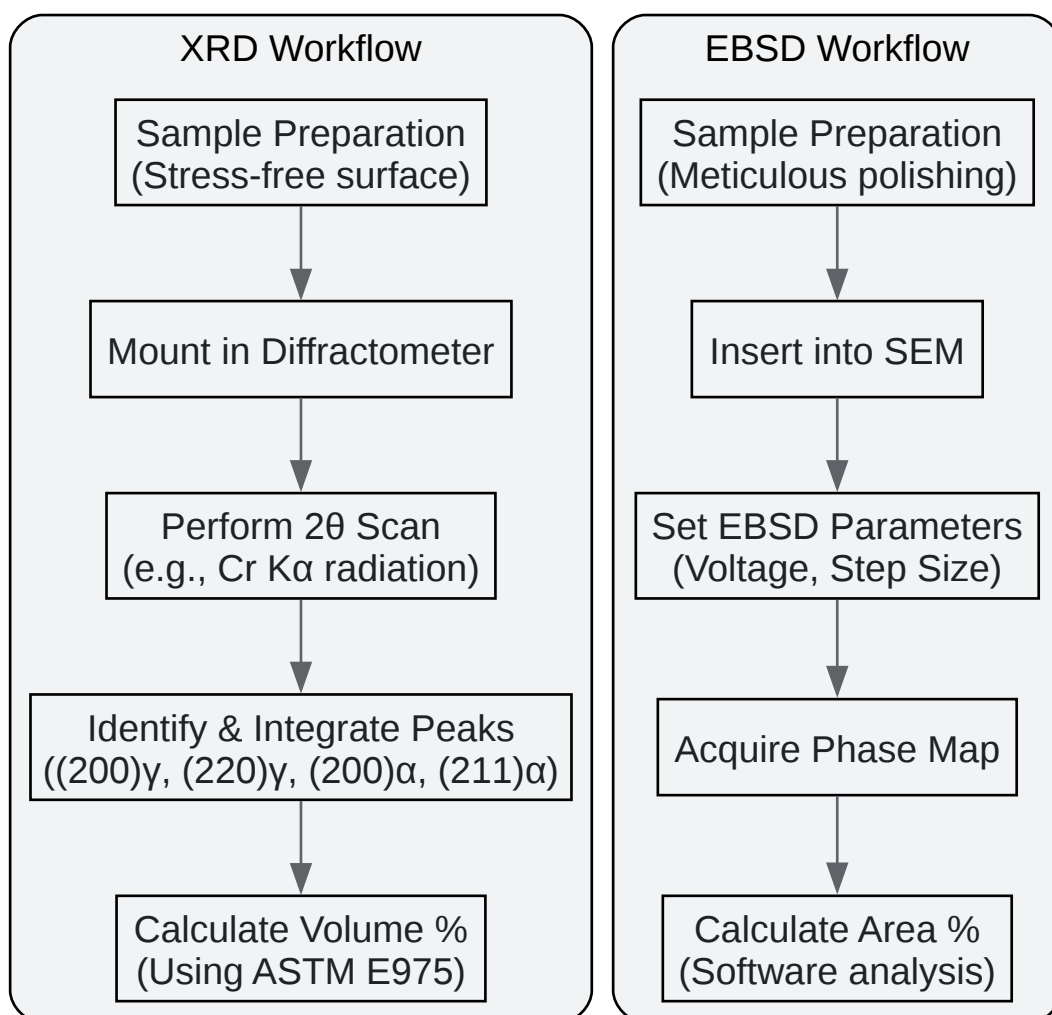 XRD Workflow
Sample Preparation
(Stress-free surface)
Mount in Diffractometer
Perform 2θ Scan
(e.g., Cr Kα radiation)
Identify & Integrate Peaks
((200)γ, (220)γ, (200)α, (211)α)
Calculate Volume %
(Using ASTM E975)
EBSD Workflow
Sample Preparation
(Meticulous polishing)
Insert into SEM
Set EBSD Parameters
(Voltage, Step Size)
Acquire Phase Map
Calculate Area %
(Software analysis)